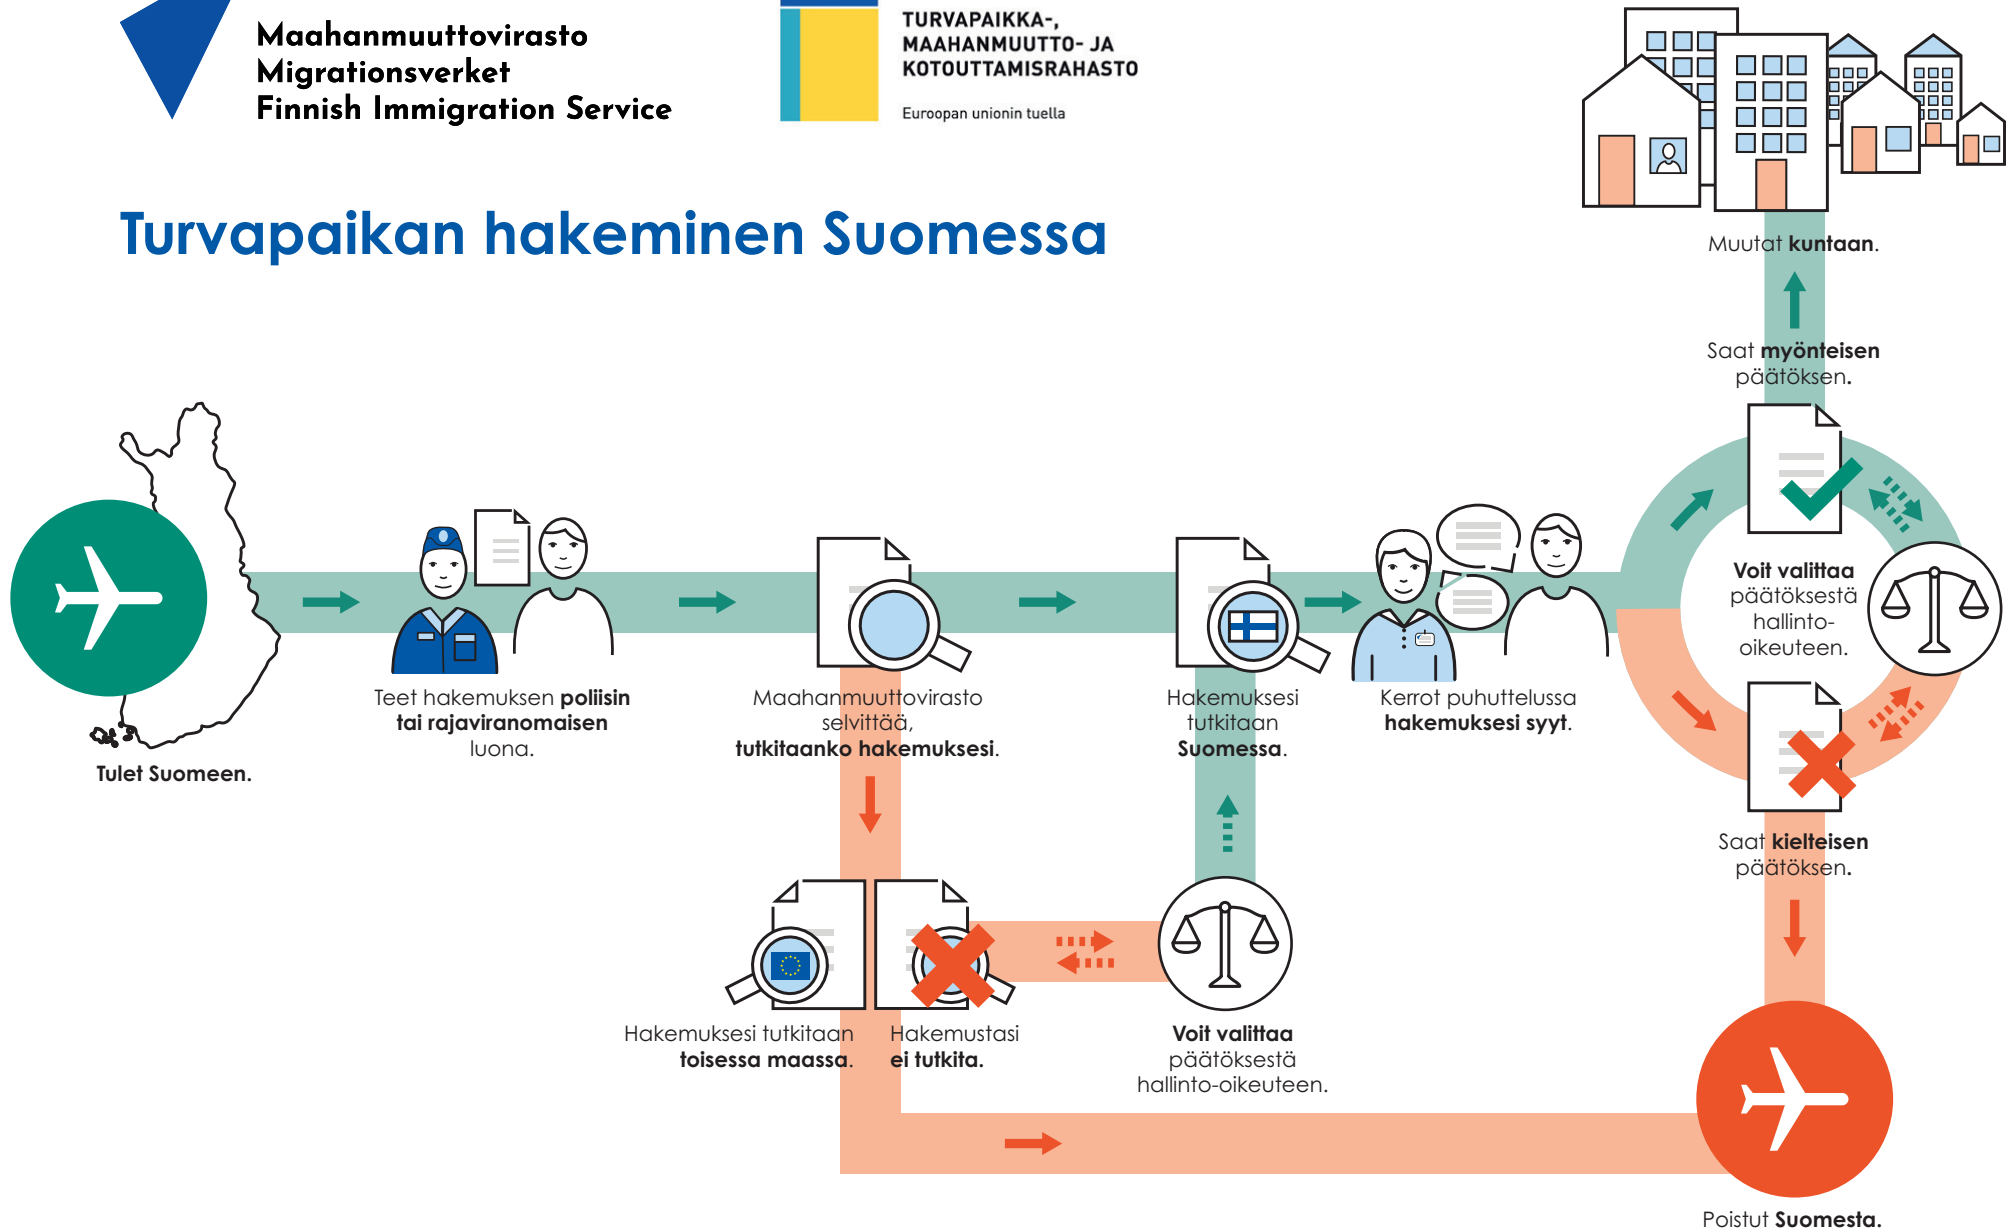 Maahanmuuttovirasto
Migrationsverket
Finnish Immigration Service
TURVAPAIKKA-,
MAAHANMUUTTO- JA
KOTOUTTAMISRAHASTO
Euroopan unionin tuella
Turvapaikan hakeminen Suomessa
Muutat kuntaan.
Saat myönteisen
päätöksen.
Tulet Suomeen.
Teet hakemuksen poliisin
tai rajaviranomaisen
luona.
Maahanmuuttovirasto
selvittää,
tutkitaanko hakemuksesi.
Hakemuksesi
tutkitaan
Suomessa.
Kerrot puhuttelussa
hakemuksesi syyt.
Voit valittaa
päätöksestä
hallinto-
oikeuteen.
Saat kielteisen
päätöksen.
Hakemuksesi tutkitaan
toisessa maassa.
Hakemustasi
ei tutkita.
Voit valittaa
päätöksestä
hallinto-oikeuteen.
Poistut Suomesta.